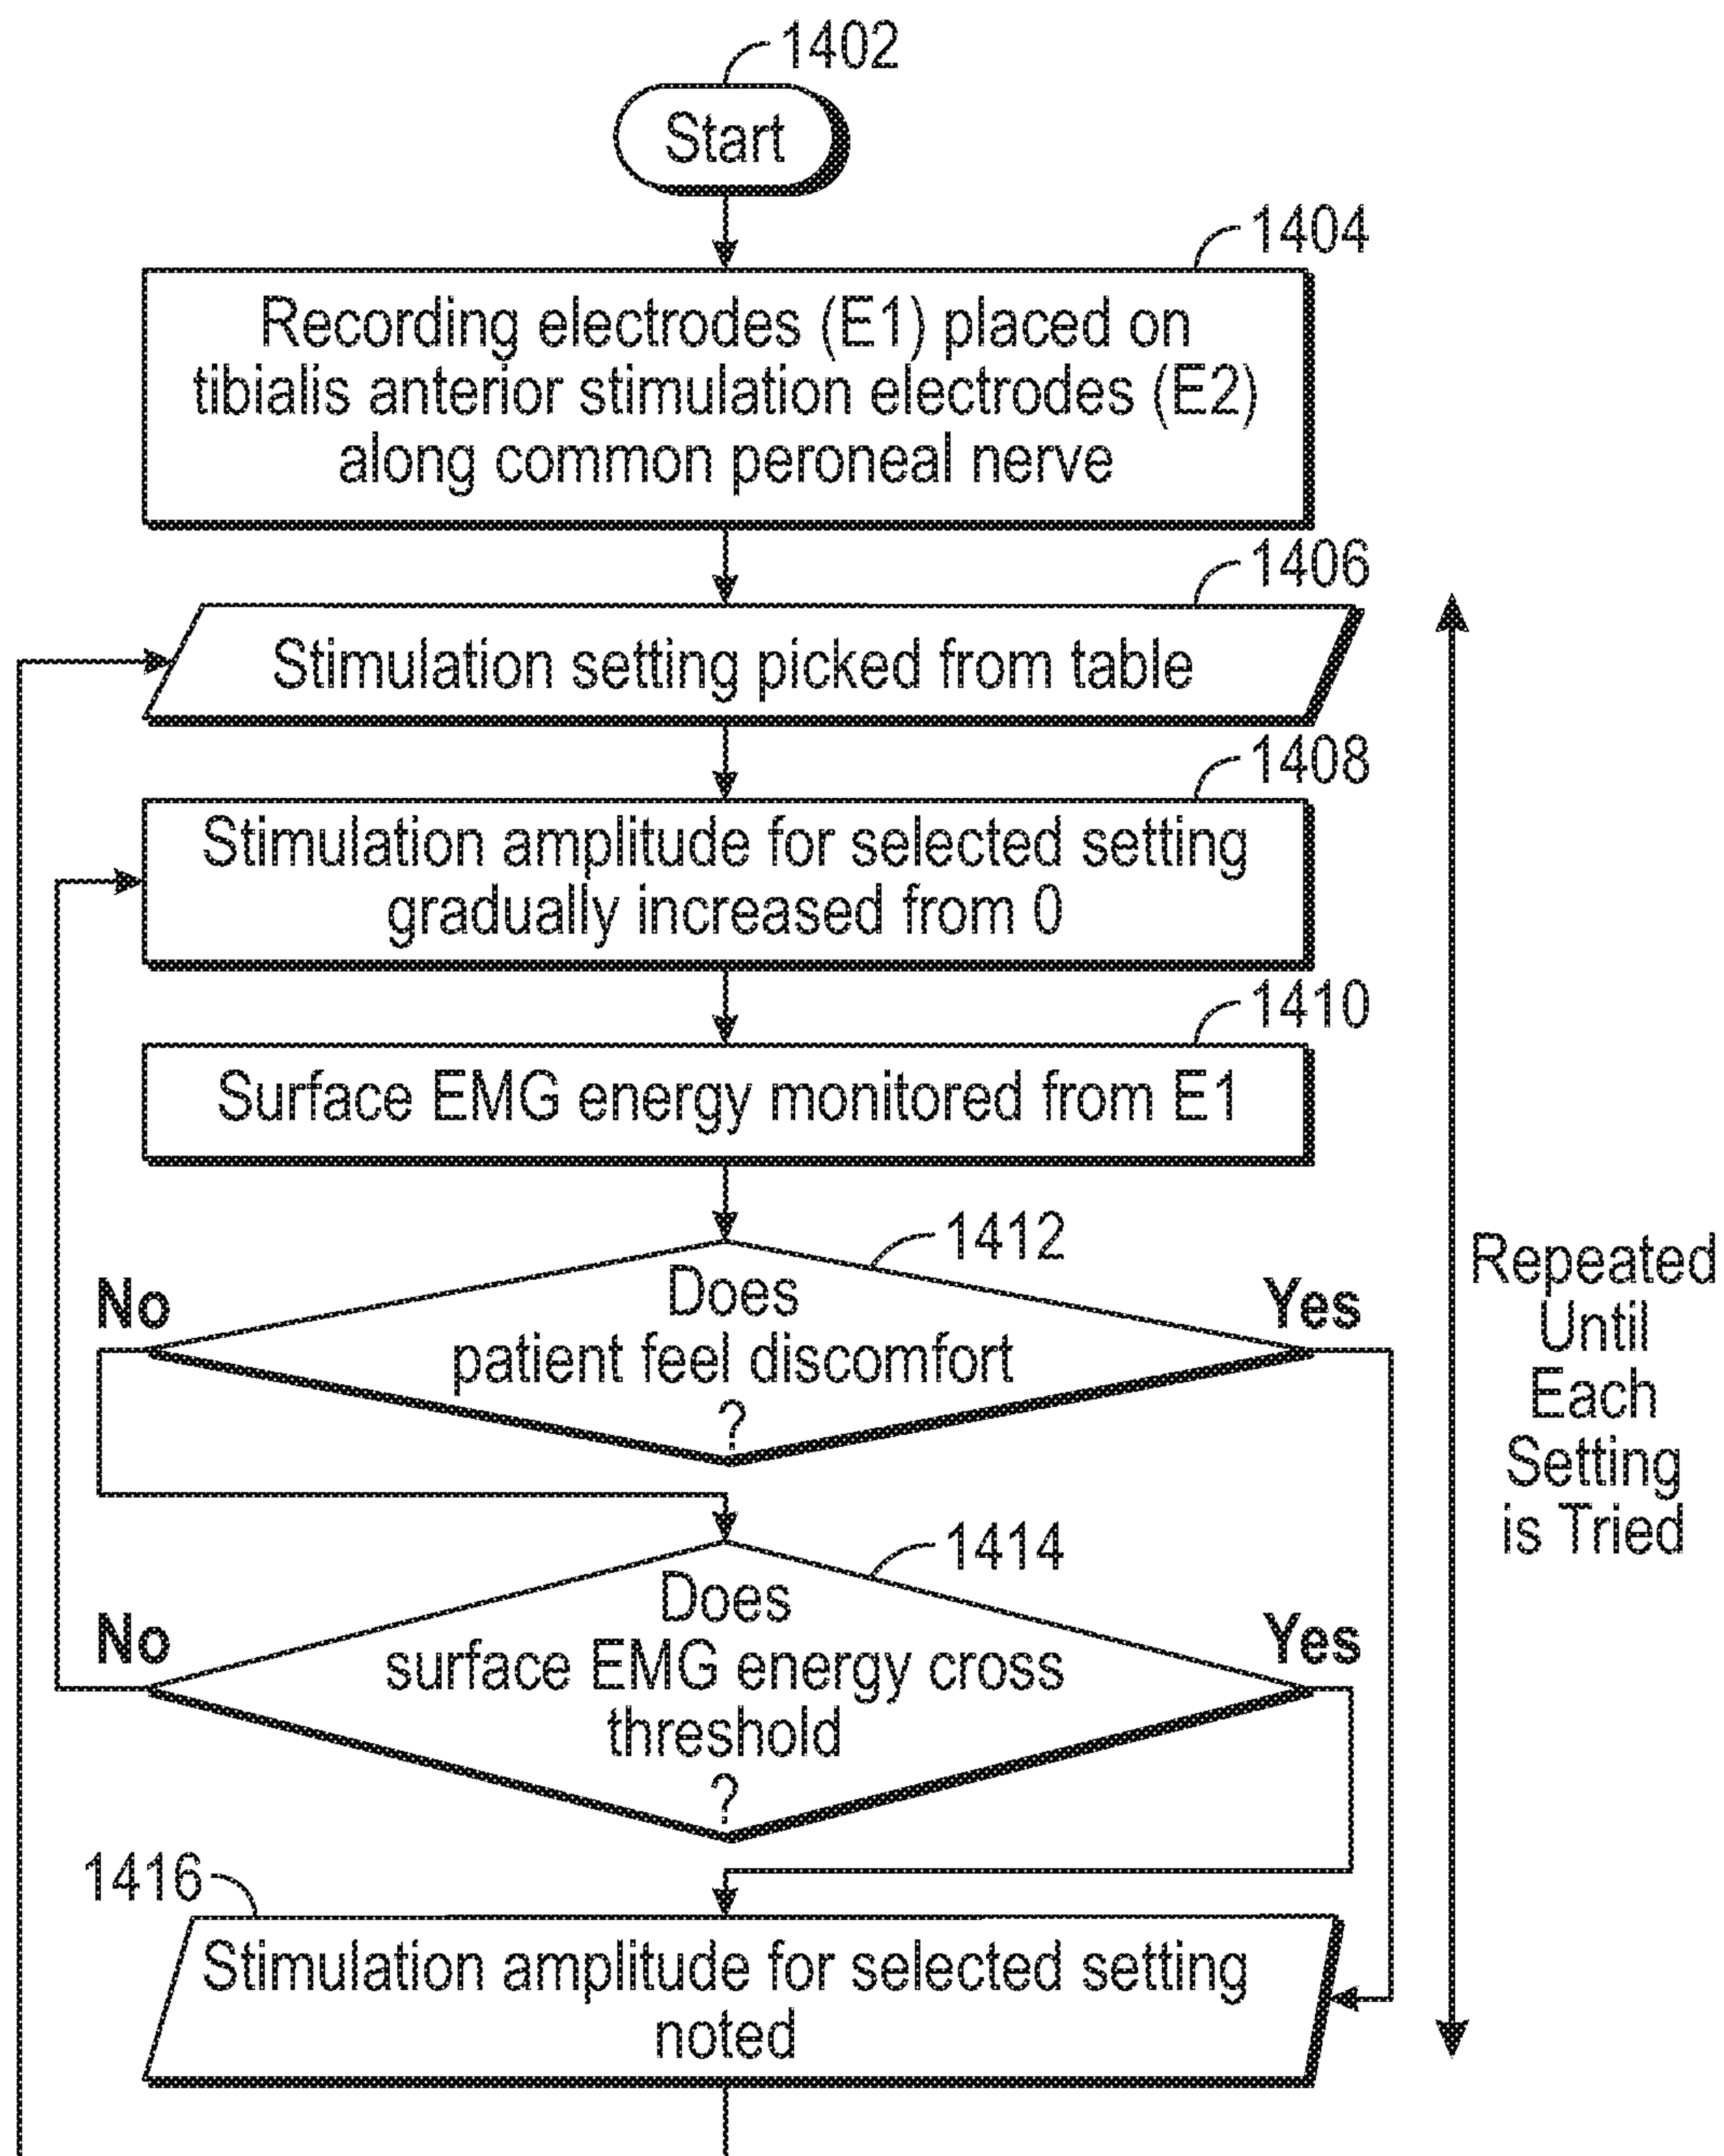 1402
Start
1404
Recording electrodes (E1) placed on
tibialis anterior stimulation electrodes (E2)
along common peroneal nerve
1406
Stimulation setting picked from table
1408
Stimulation amplitude for selected setting
gradually increased from 0
1410
Surface EMG energy monitored from E1
1412
No
Does
Yes
patient feel discomfort
?
Repeated
Until
Each
Setting
is Tried
1414
No
Does
Yes
surface EMG energy cross
threshold
?
1416
Stimulation amplitude for selected setting
noted